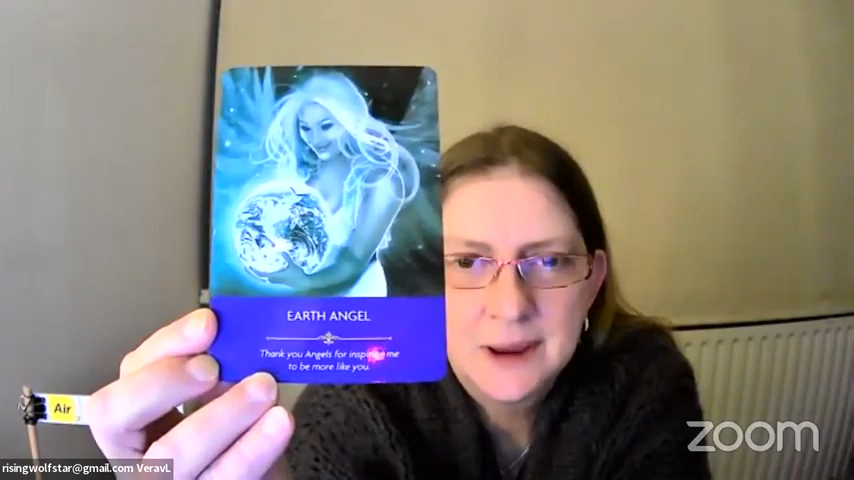 EARTH ANGEL
Thank you Angels for inspiring me
to be more like you.
Air
zoom
risingwolfstar@gmail.com VeravL